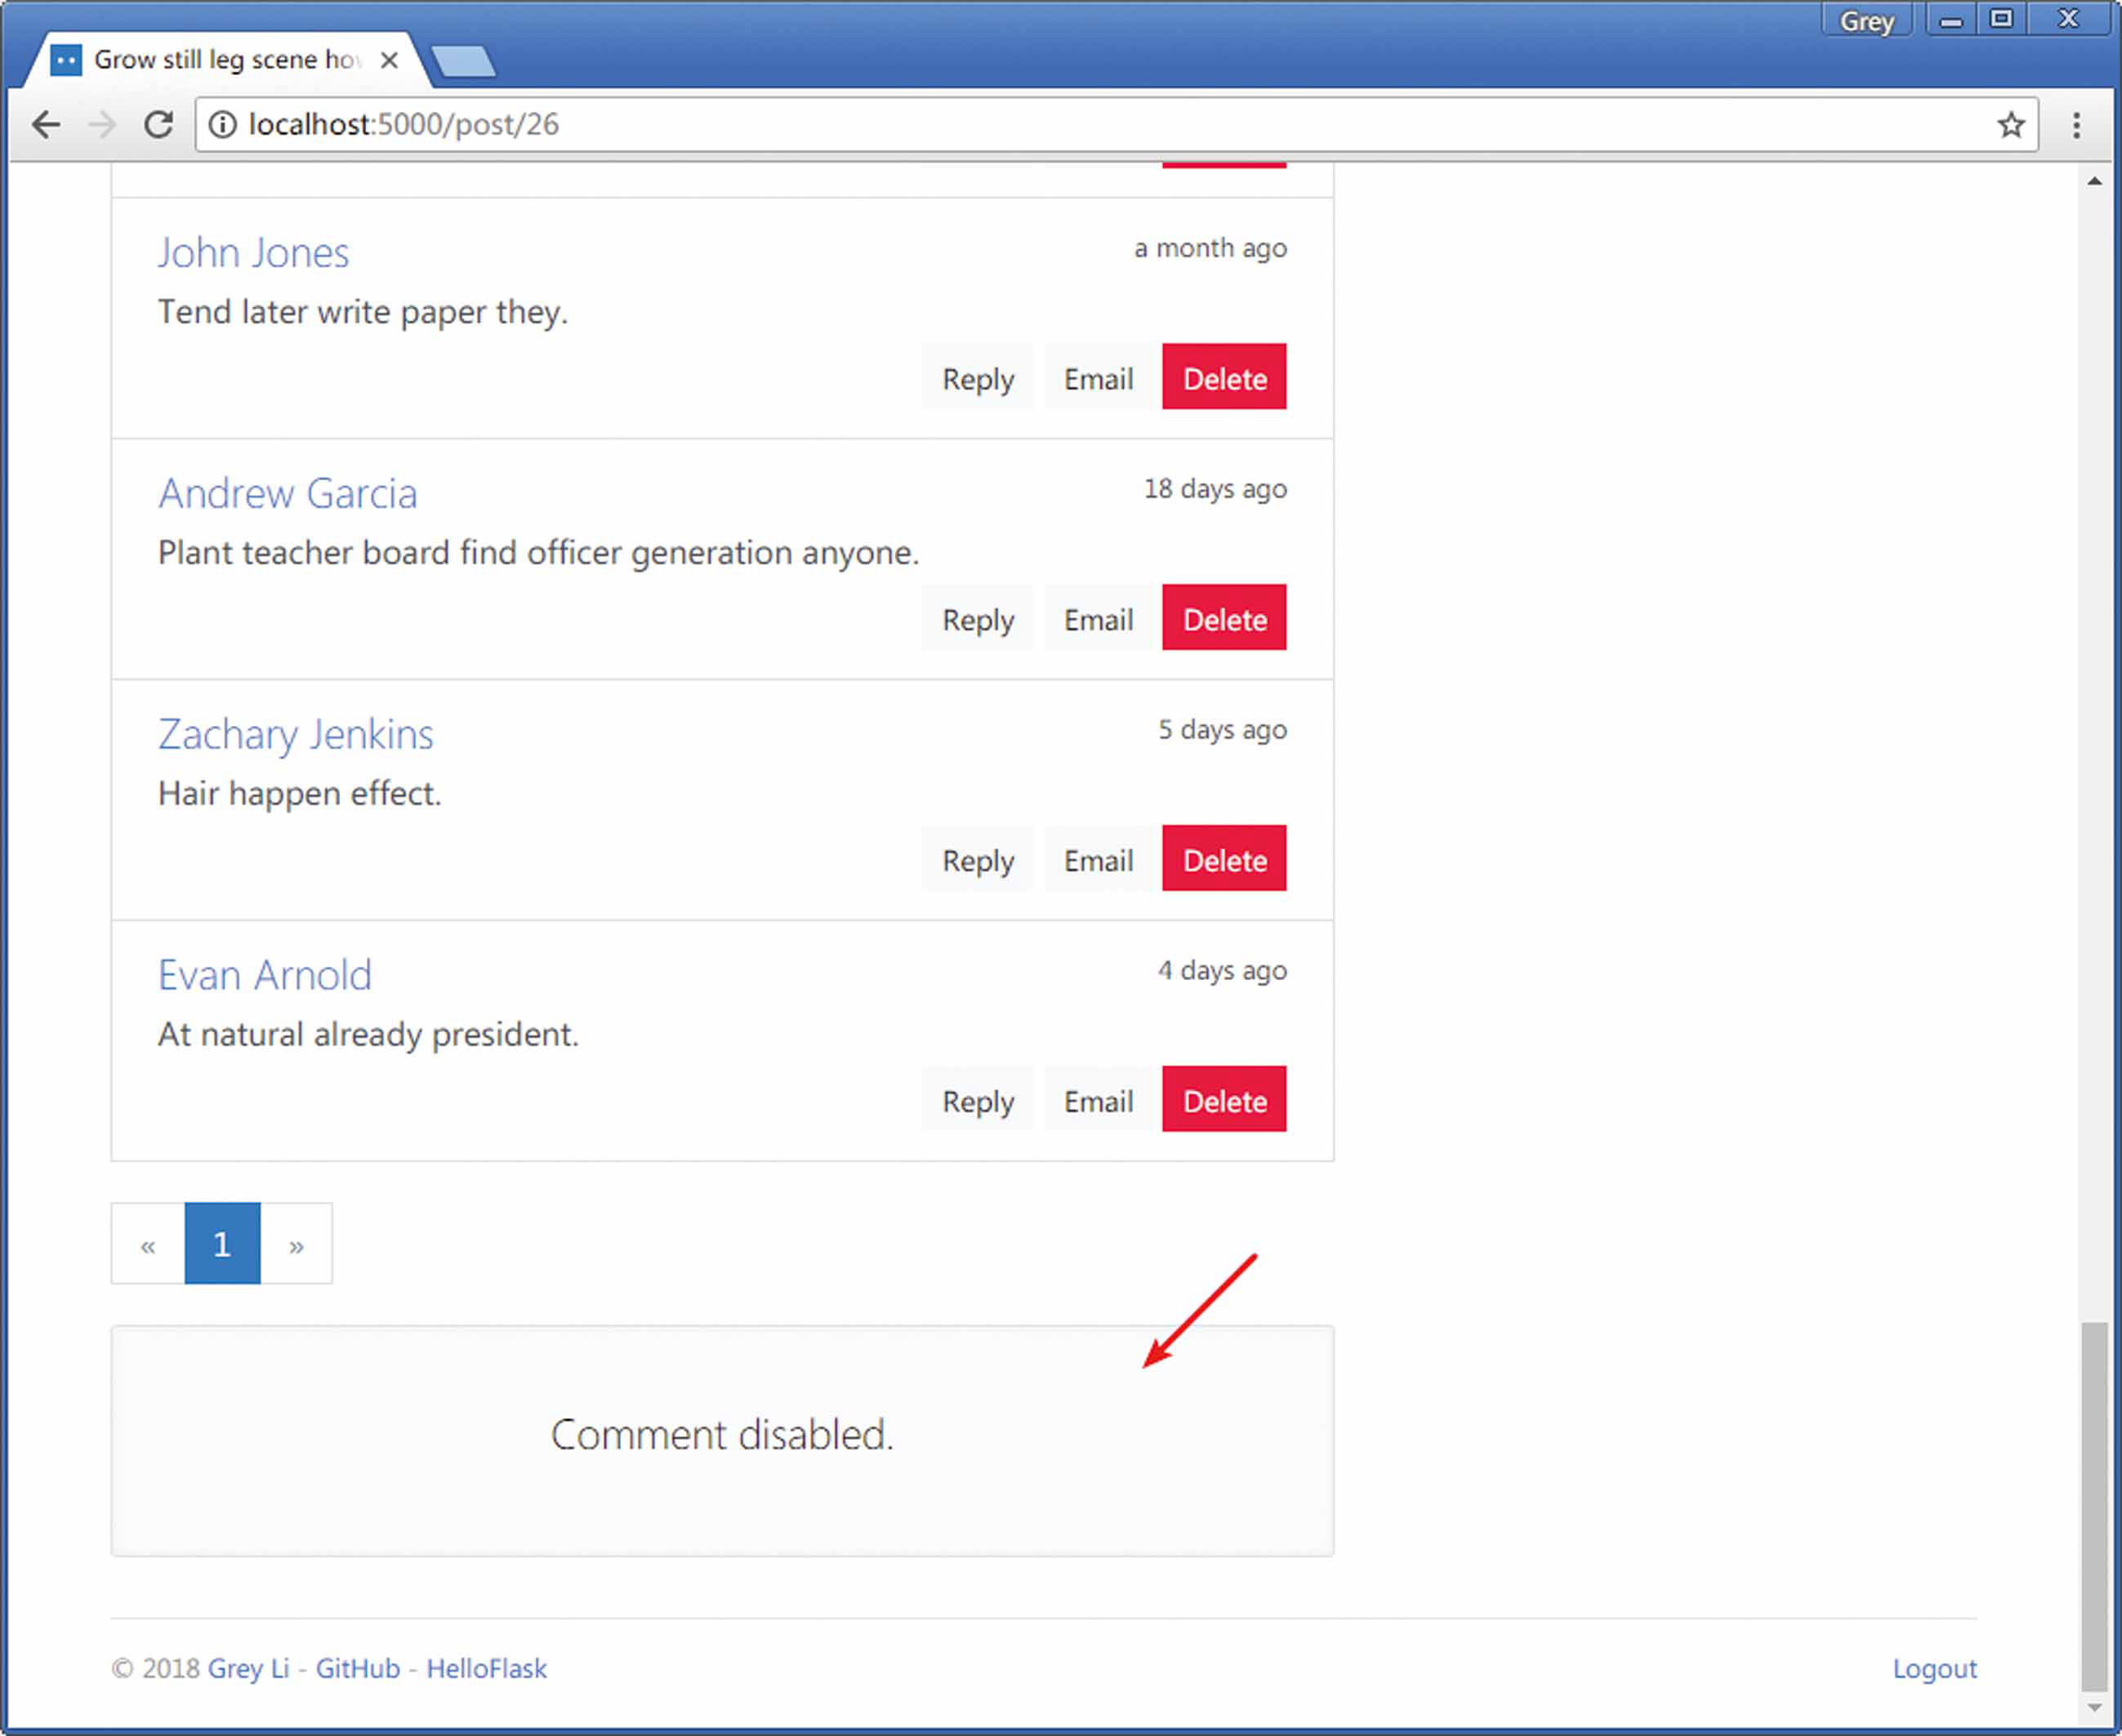 Grey
Grow still leg scene ho
localhost:5000/post/26
John Jones
a month ago
Tend later write paper they.
Reply Email Delete
Andrew Garcia
18 days ago
Plant teacher board find officer generation anyone.
Reply Email Delete
Zachary Jenkins
5 days ago
Hair happen effect.
Reply Email Delete
Evan Arnold
4 days ago
At natural already president.
Reply Email Delete
« 1 »
Comment disabled.
© 2018 Grey Li - GitHub - HelloFlask
Logout